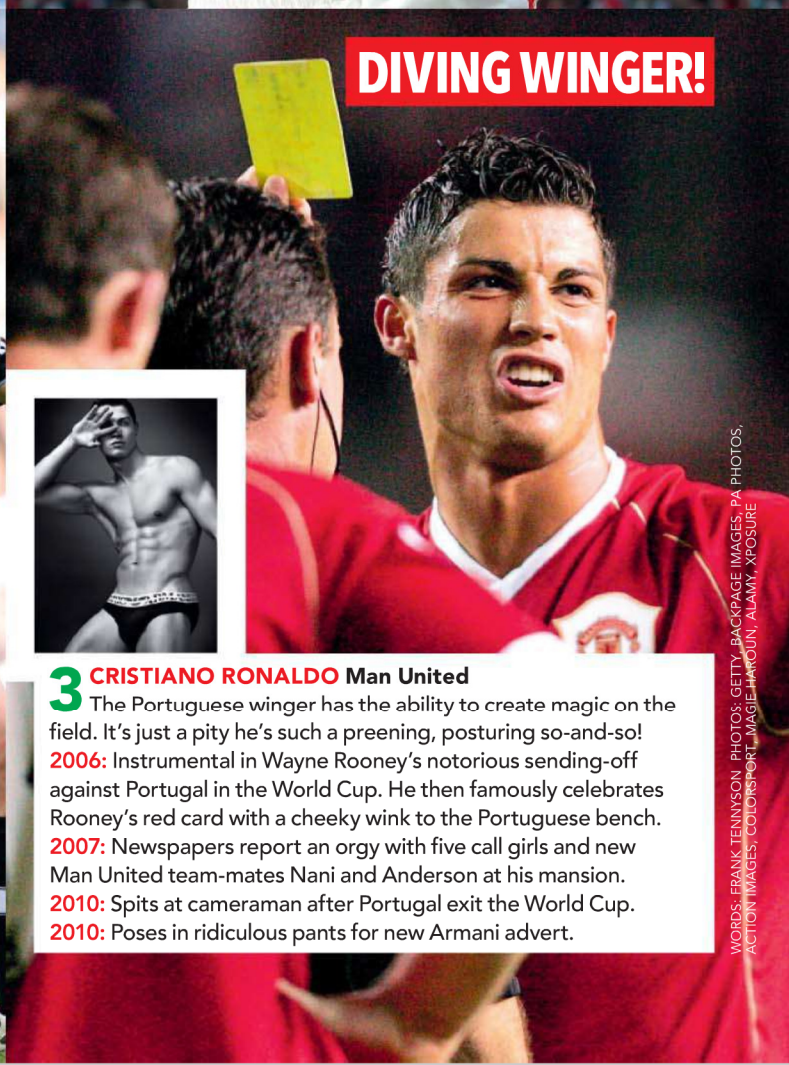 DIVING WINGER!
3 CRISTIANO RONALDO Man United
The Portuguese winger has the ability to create magic on the
field. It’s just a pity he’s such a preening, posturing so-and-so!
2006: Instrumental in Wayne Rooney’s notorious sending-off
against Portugal in the World Cup. He then famously celebrates
Rooney’s red card with a cheeky wink to the Portuguese bench.
2007: Newspapers report an orgy with five call girls and new
Man United team-mates Nani and Anderson at his mansion.
2010: Spits at cameraman after Portugal exit the World Cup.
2010: Poses in ridiculous pants for new Armani advert.
WORDS: FRANK TENNYSON PHOTOS: GETTY, BACKPAGE IMAGES, PA PHOTOS,
ACTION IMAGES, COLORSPORT, MAGIE HAROUN, ALAMY, XPOSURE